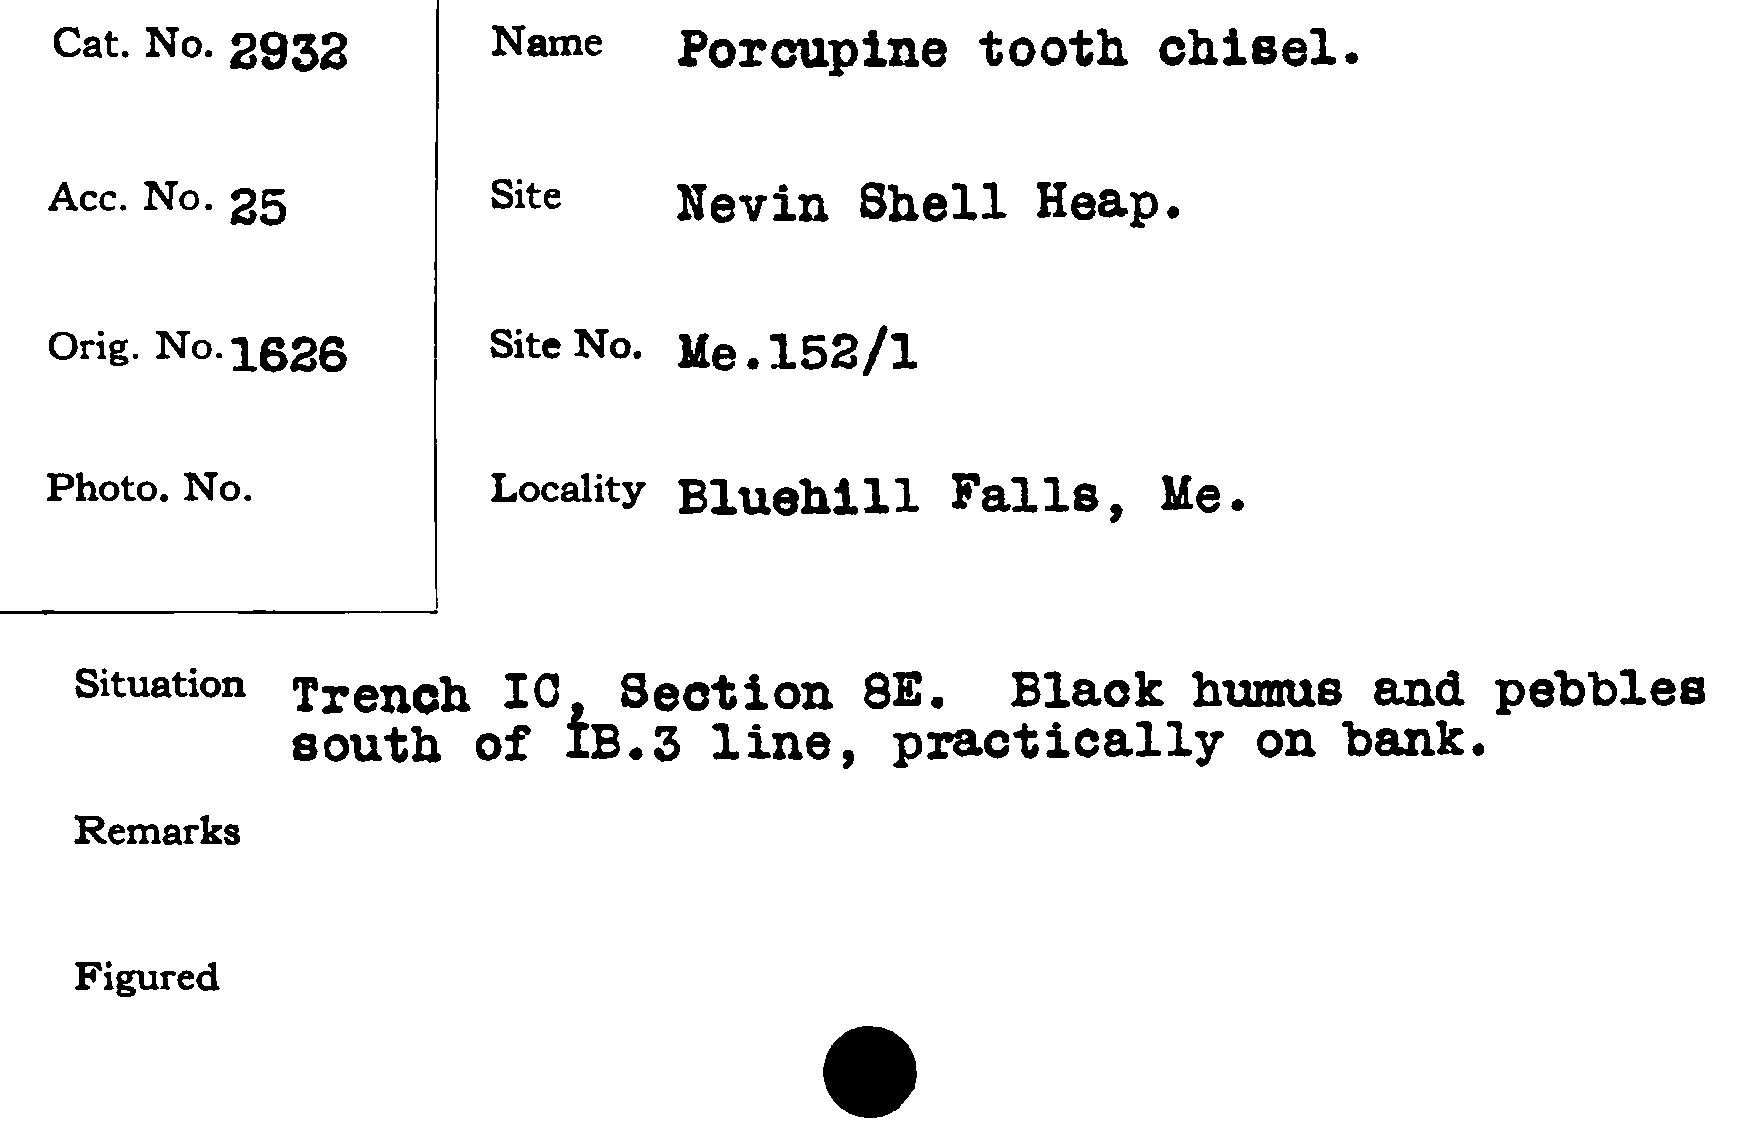 Cat. No. 2932
Name Porcupine tooth chisel.
Acc. No. 25
Site Nevin Shell Heap.
Orig. No. 1626
Site No. Me.152/1
Photo. No.
Locality Bluehill Falls, Me.
Situation Trench IC, Section 8E. Black humus and pebbles
south of IB.3 line, practically on bank.
Remarks
Figured